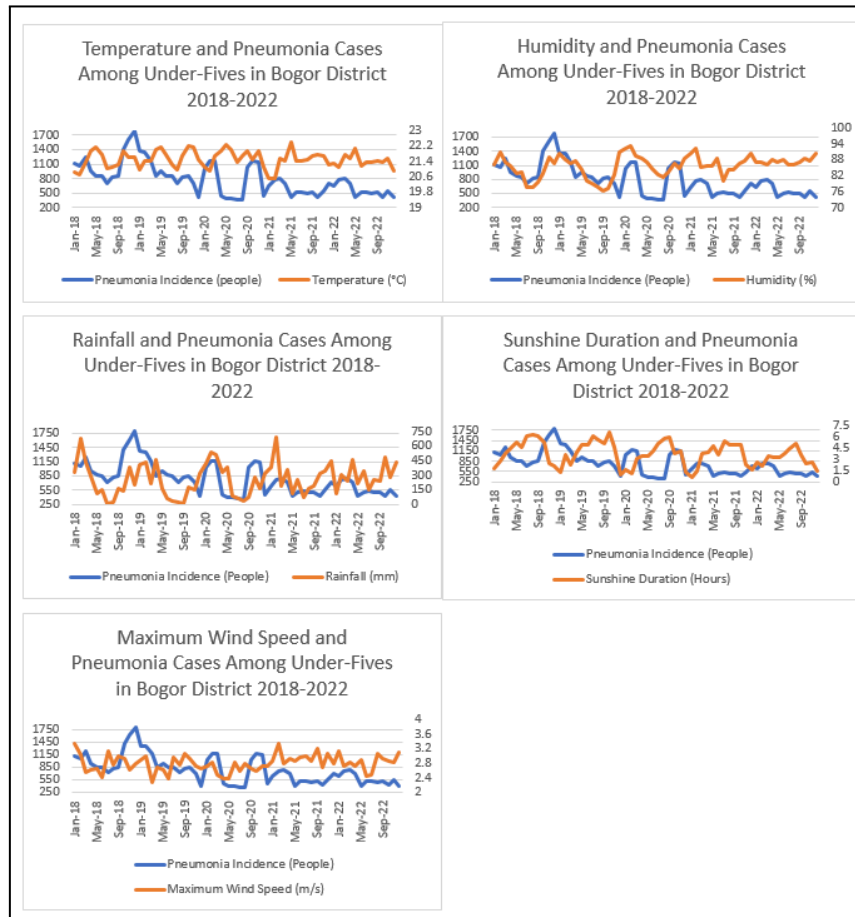 Temperature and Pneumonia Cases
Among Under-Fives in Bogor District
2018-2022
1700
1400
1100
800
500
200
23
22.2
21.4
20.6
19.8
19
Jan-18
May-18
Sep-18
Jan-19
May-19
Sep-19
Jan-20
May-20
Sep-20
Jan-21
May-21
Sep-21
Jan-22
May-22
Sep-22
Pneumonia Incidence (people)
Temperature (°C)
Humidity and Pneumonia Cases
Among Under-Fives in Bogor District
2018-2022
1700
1400
1100
800
500
200
100
94
88
82
76
70
Jan-18
May-18
Sep-18
Jan-19
May-19
Sep-19
Jan-20
May-20
Sep-20
Jan-21
May-21
Sep-21
Jan-22
May-22
Sep-22
Pneumonia Incidence (People)
Humidity (%)
Rainfall and Pneumonia Cases Among
Under-Fives in Bogor District 2018-
2022
1750
1450
1150
850
550
250
750
600
450
300
150
0
Jan-18
May-18
Sep-18
Jan-19
May-19
Sep-19
Jan-20
May-20
Sep-20
Jan-21
May-21
Sep-21
Jan-22
May-22
Sep-22
Pneumonia Incidence (People)
Rainfall (mm)
Sunshine Duration and Pneumonia
Cases Among Under-Fives in Bogor
District 2018-2022
1750
1450
1150
850
550
250
7.5
6
4.5
3
1.5
0
Jan-18
May-18
Sep-18
Jan-19
May-19
Sep-19
Jan-20
May-20
Sep-20
Jan-21
May-21
Sep-21
Jan-22
May-22
Sep-22
Pneumonia Incidence (People)
Sunshine Duration (Hours)
Maximum Wind Speed and
Pneumonia Cases Among Under-Fives
in Bogor District 2018-2022
1750
1450
1150
850
550
250
4
3.6
3.2
2.8
2.4
2
Jan-18
May-18
Sep-18
Jan-19
May-19
Sep-19
Jan-20
May-20
Sep-20
Jan-21
May-21
Sep-21
Jan-22
May-22
Sep-22
Pneumonia Incidence (People)
Maximum Wind Speed (m/s)